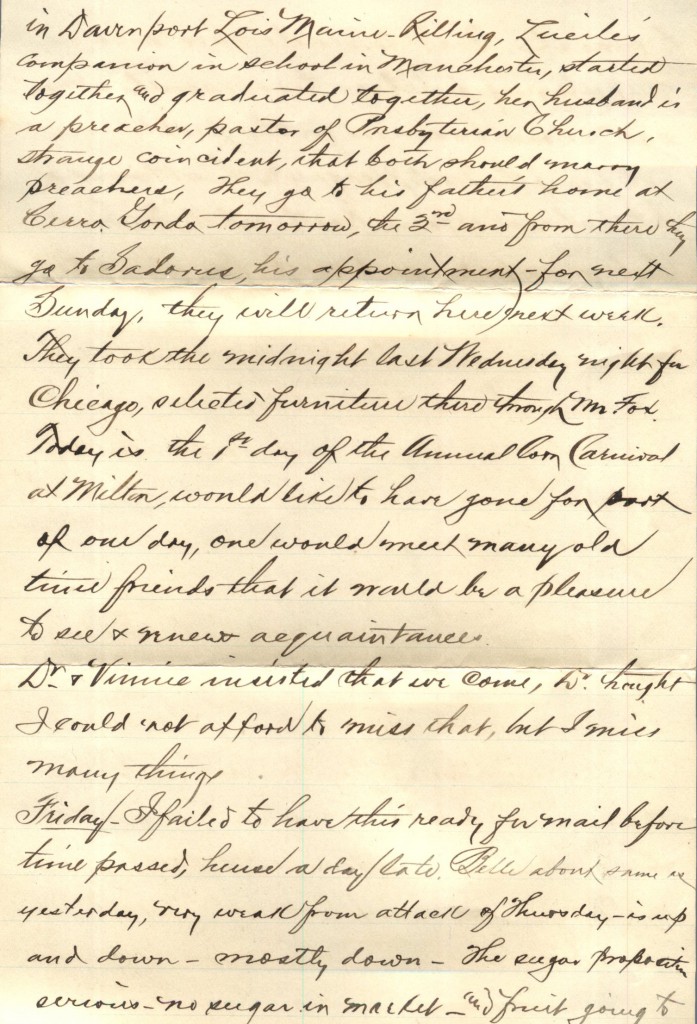 in Davenport Lois Maine-Rilling, Lucile's
companion in school in Manchester, started
together and graduated together, her husband is
a preacher, pastor of Presbyterian Church,
strange coincident, that both should marry
preachers, They go to his fathers home at
Cerro Gordo tomorrow, the 2nd and from there they
go to Sadorus, his appointment - for next
Sunday, they will return here next week.
They took the midnight last Wednesday night for
Chicago, selected furniture there through Mr Fox.
Today is the 1st day of the Annual Corn Carnival
at Milton, would like to have gone for part
of one day, one would meet many old
time friends that it would be a pleasure
to see & renew acquaintances.
Dr. & Vinnie insisted that we come, Dr. thought
I could not afford to miss that, but I miss
many things
Friday - I failed to have this ready for mail before
time passed, hense a day late. Belle about same as
yesterday, very weak from attack of Thursday - is up
and down - mostly down - The sugar proposition
serious - no sugar in market - and fruit going to